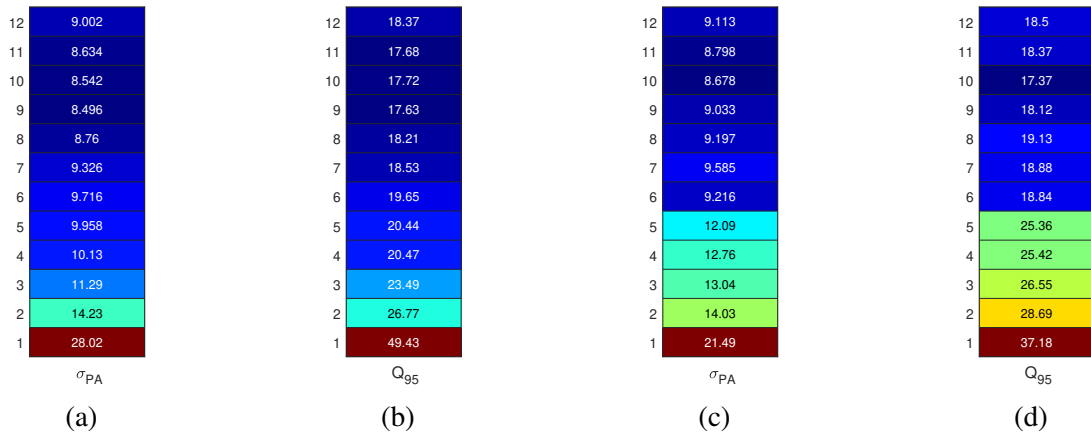 12 9.002 12 18.37 12 9.113 12 18.5
11 8.634 11 17.68 11 8.798 11 18.37
10 8.542 10 17.72 10 8.678 10 17.37
9 8.496 9 17.63 9 9.033 9 18.12
8 8.76 8 18.21 8 9.197 8 19.13
7 9.326 7 18.53 7 9.585 7 18.88
6 9.716 6 19.65 6 9.216 6 18.84
5 9.958 5 20.44 5 12.09 5 25.36
4 10.13 4 20.47 4 12.76 4 25.42
3 11.29 3 23.49 3 13.04 3 26.55
2 14.23 2 26.77 2 14.03 2 28.69
1 28.02 1 49.43 1 21.49 1 37.18
σPA Q95 σPA Q95
(a) (b) (c) (d)